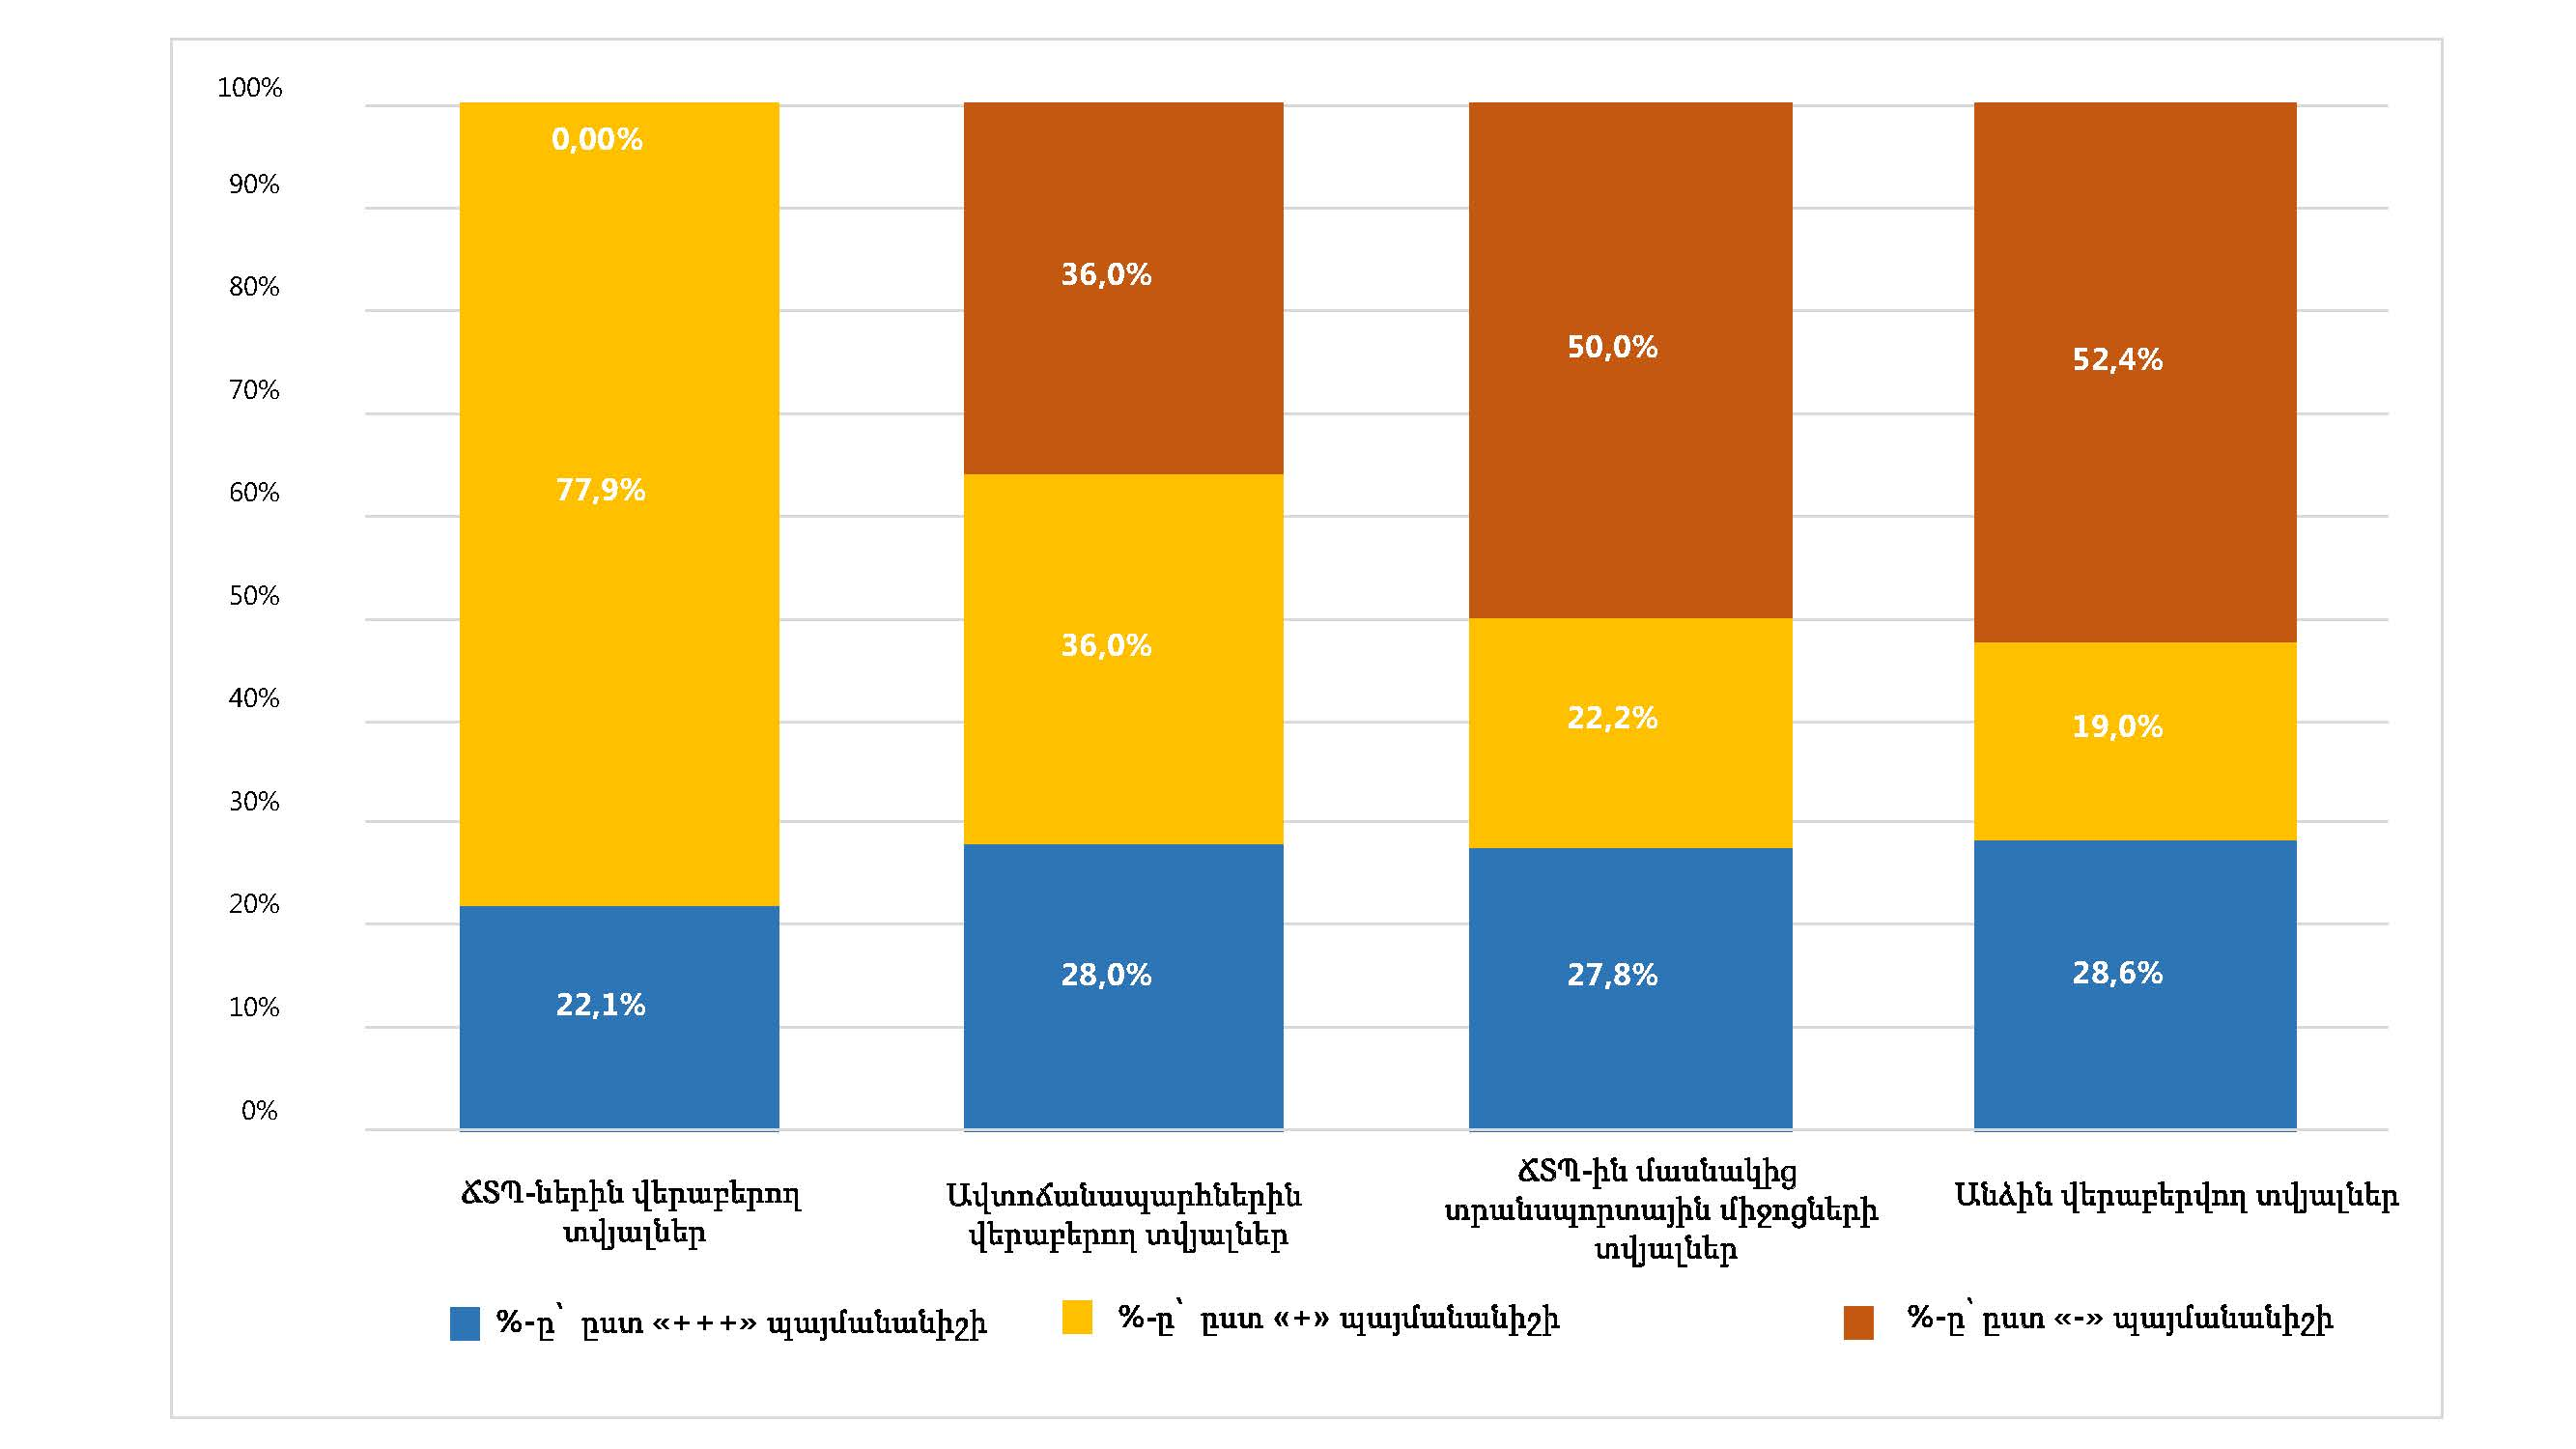 100%
90%
80%
70%
60%
50%
40%
30%
20%
10%
0%
0,00%
77,9%
22,1%
36,0%
36,0%
28,0%
50,0%
22,2%
27,8%
52,4%
19,0%
28,6%
ՃՏՊ-ներին վերաբերող
տվյալներ
Ավտոճանապարհներին
վերաբերող տվյալներ
ՃՏՊ-ին մասնակից
տրանսպորտային միջոցների
տվյալներ
Անձին վերաբերվող տվյալներ
%-ը՝ ըստ «+++» պայմանանիշի
%-ը՝ ըստ «+» պայմանանիշի
%-ը՝ ըստ «-» պայմանանիշի